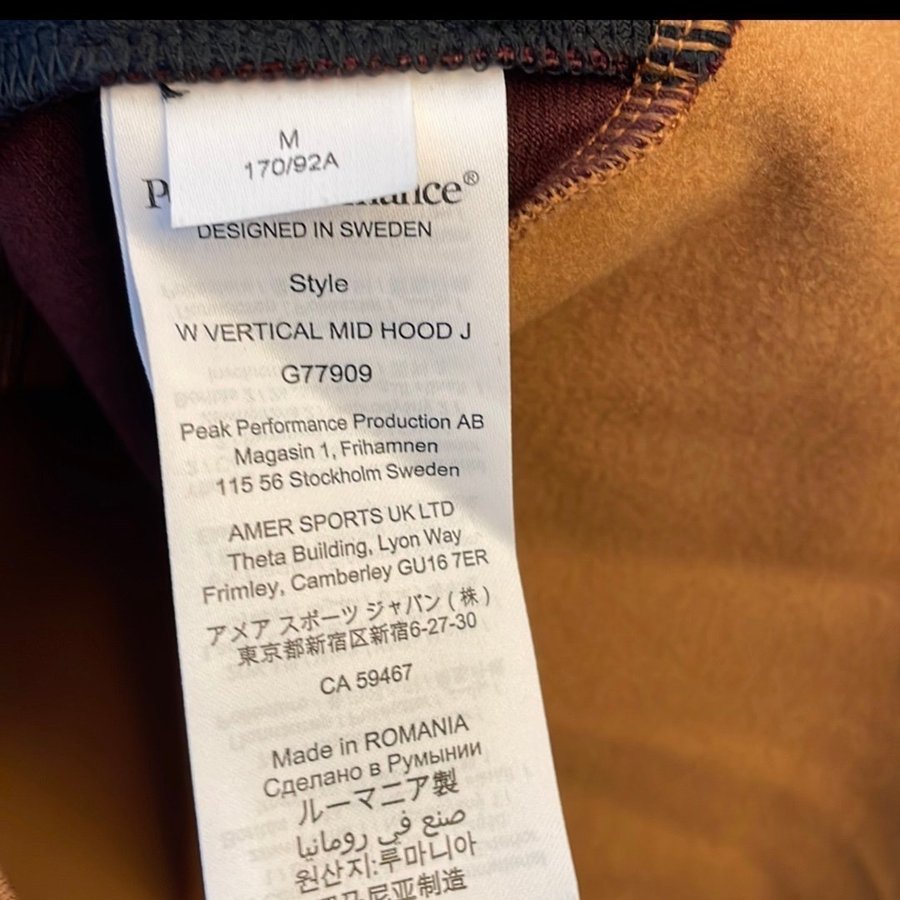 M
170/92A
DESIGNED IN SWEDEN
Style
W VERTICAL MID HOOD J
G77909
Peak Performance Production AB
Magasin 1, Frihamnen
115 56 Stockholm Sweden
AMER SPORTS UK LTD
Theta Building, Lyon Way
Frimley, Camberley GU16 7ER
アメア スポーツ ジャパン (株)
東京都新宿区新宿6-27-30
CA 59467
Made in ROMANIA
Сделано в Румынии
ルーマニア製
صنع في رومانيا
원산지:루마니아
尼亚制造